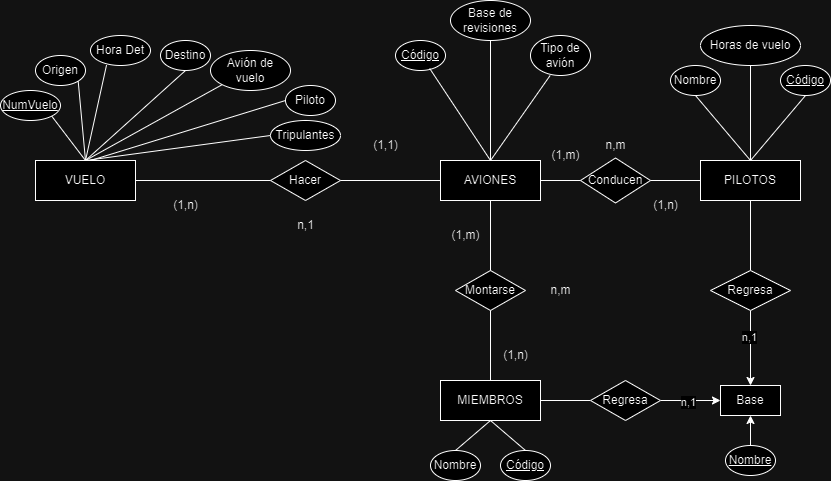 Base de
revisiones
Hora Det
Destino
Código
Tipo de
avión
Horas de vuelo
Origen
Avión de
vuelo
Nombre
Código
NumVuelo
Piloto
Tripulantes
(1,1)
(1,m)
n,m
VUELO
Hacer
AVIONES
Conducen
PILOTOS
(1,n)
n,1
(1,n)
(1,m)
Montarse
n,m
Regresa
n,1
(1,n)
MIEMBROS
Regresa
n,1
Base
Nombre
Código
Nombre